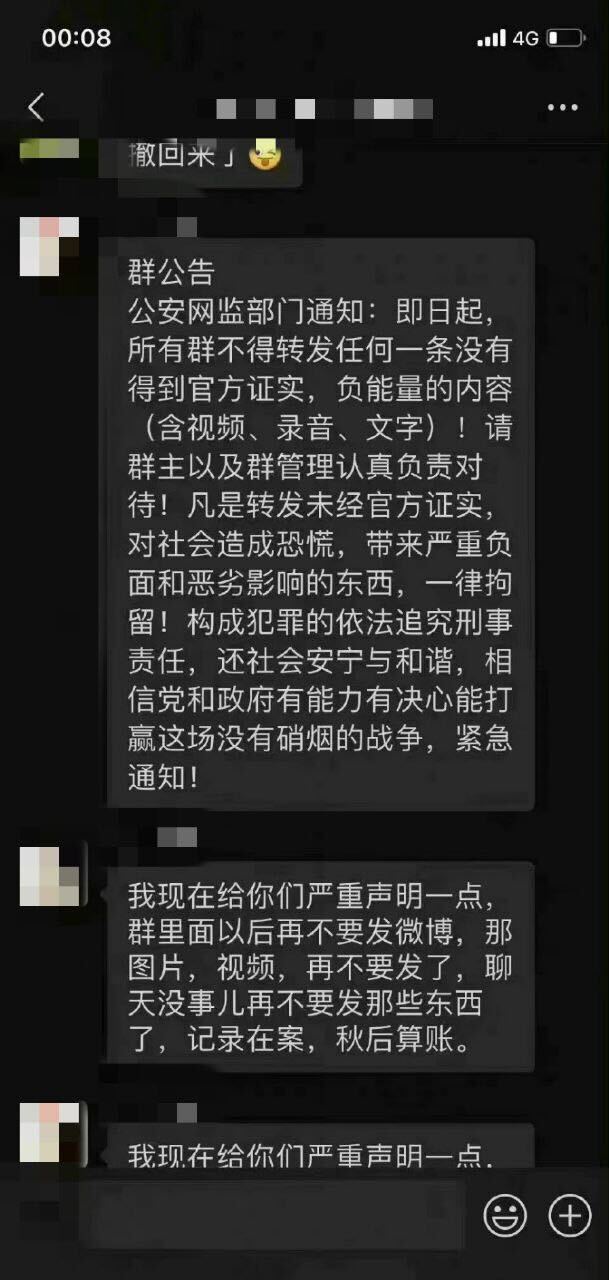 00:08
4G
撤回来了
群公告
公安网监部门通知：即日起，
所有群不得转发任何一条没有
得到官方证实，负能量的内容
（含视频、录音、文字）！请
群主以及群管理认真负责对
待！凡是转发未经官方证实，
对社会造成恐慌，带来严重负
面和恶劣影响的东西，一律拘
留！构成犯罪的依法追究刑事
责任，还社会安宁与和谐，相
信党和政府有能力有决心能打
赢这场没有硝烟的战争，紧急
通知！
我现在给你们严重声明一点，
群里面以后再不要发微博，那
图片，视频，再不要发了，聊
天没事儿再不要发那些东西
了，记录在案，秋后算账。
我现在给你们严重声明一点，